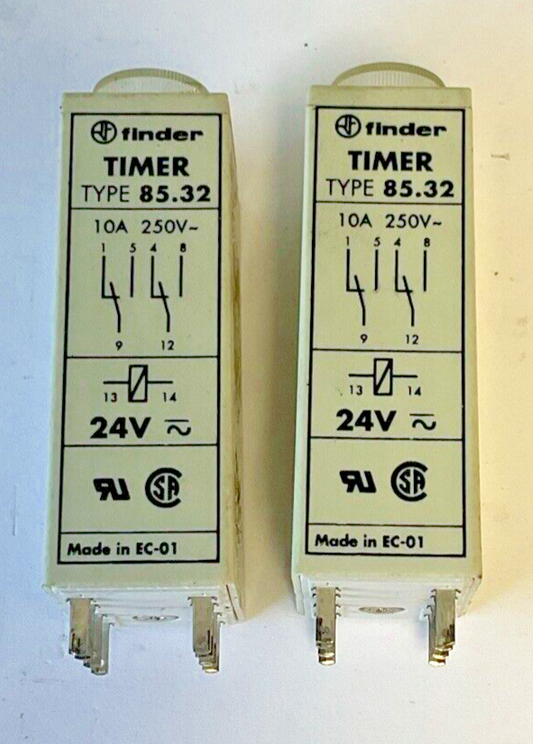 finder
TIMER
TYPE 85.32
10A 250V~
1 5 4 8
9 12
13 14
24V
SA
Made in EC-01
finder
TIMER
TYPE 85.32
10A 250V~
1 5 4 8
9 12
13 14
24V
SA
Made in EC-01